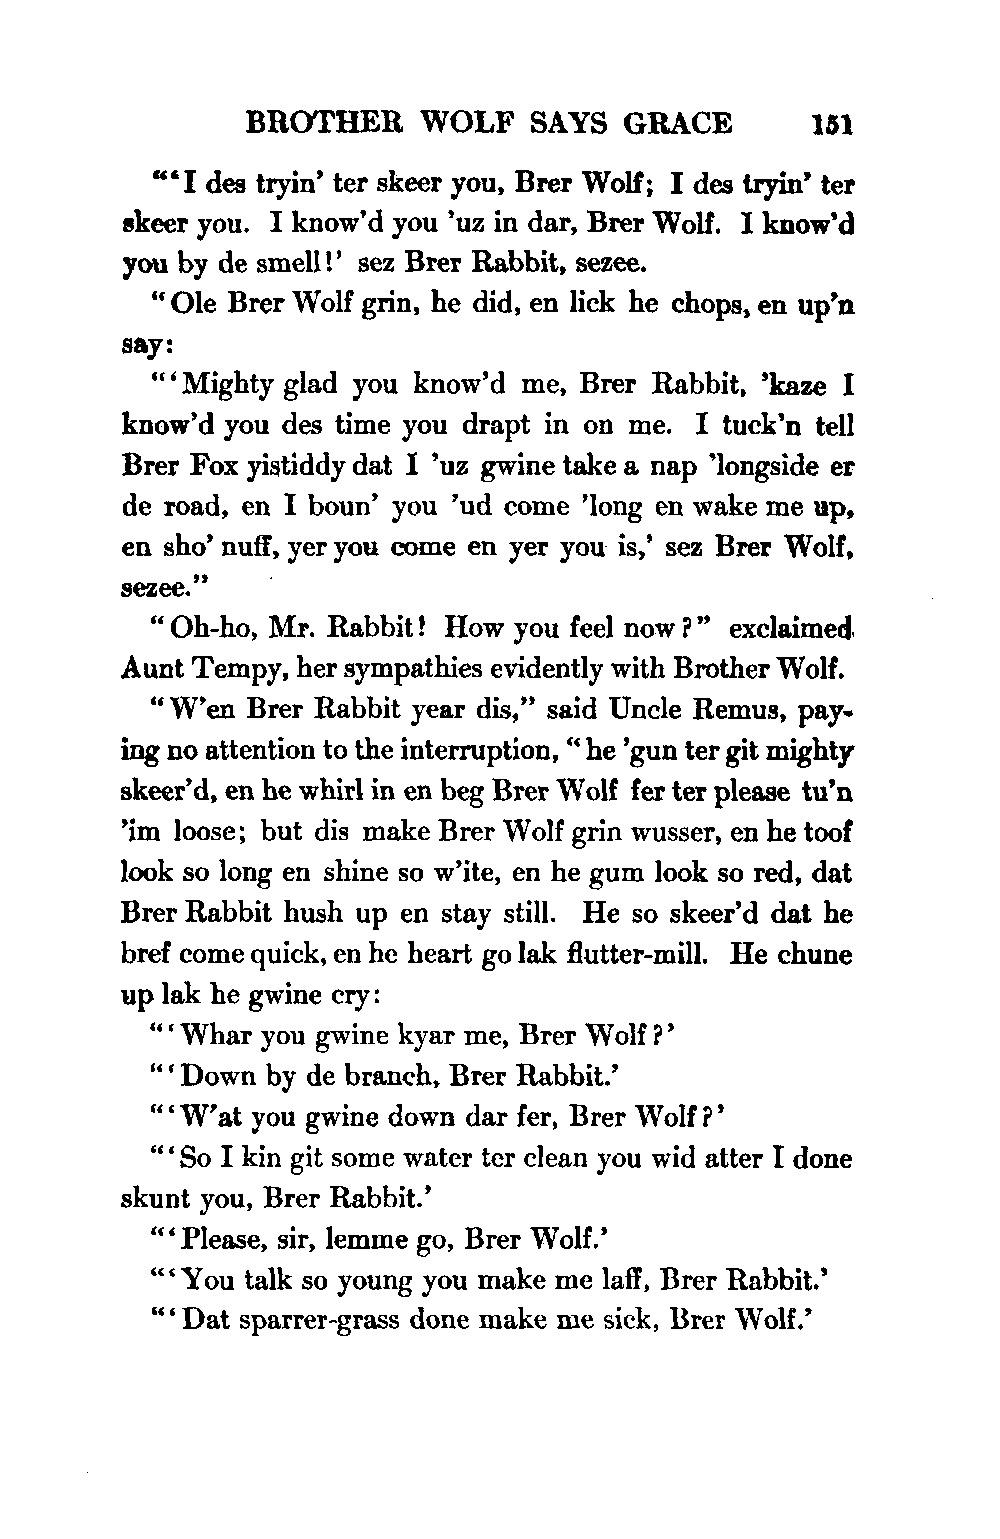 BROTHER WOLF SAYS GRACE 151
"'I des tryin' ter skeer you, Brer Wolf; I des tryin' ter
skeer you. I know'd you 'uz in dar, Brer Wolf. I know'd
you by de smell!' sez Brer Rabbit, sezee.
"Ole Brer Wolf grin, he did, en lick he chops, en up'n
say:
"'Mighty glad you know'd me, Brer Rabbit, 'kaze I
know'd you des time you drapt in on me. I tuck'n tell
Brer Fox yistiddy dat I 'uz gwine take a nap 'longside er
de road, en I boun' you 'ud come 'long en wake me up,
en sho' nuff, yer you come en yer you is,' sez Brer Wolf,
sezee."
"Oh-ho, Mr. Rabbit! How you feel now?" exclaimed
Aunt Tempy, her sympathies evidently with Brother Wolf.
"W'en Brer Rabbit year dis," said Uncle Remus, pay-
ing no attention to the interruption, "he 'gun ter git mighty
skeer'd, en he whirl in en beg Brer Wolf fer ter please tu'n
'im loose; but dis make Brer Wolf grin wusser, en he toof
look so long en shine so w'ite, en he gum look so red, dat
Brer Rabbit hush up en stay still. He so skeer'd dat he
bref come quick, en he heart go lak flutter-mill. He chune
up lak he gwine cry:
"'Whar you gwine kyar me, Brer Wolf?'
"'Down by de branch, Brer Rabbit.'
"'W'at you gwine down dar fer, Brer Wolf?'
"'So I kin git some water ter clean you wid atter I done
skunt you, Brer Rabbit.'
"'Please, sir, lemme go, Brer Wolf.'
"'You talk so young you make me laff, Brer Rabbit.'
"'Dat sparrer-grass done make me sick, Brer Wolf.'